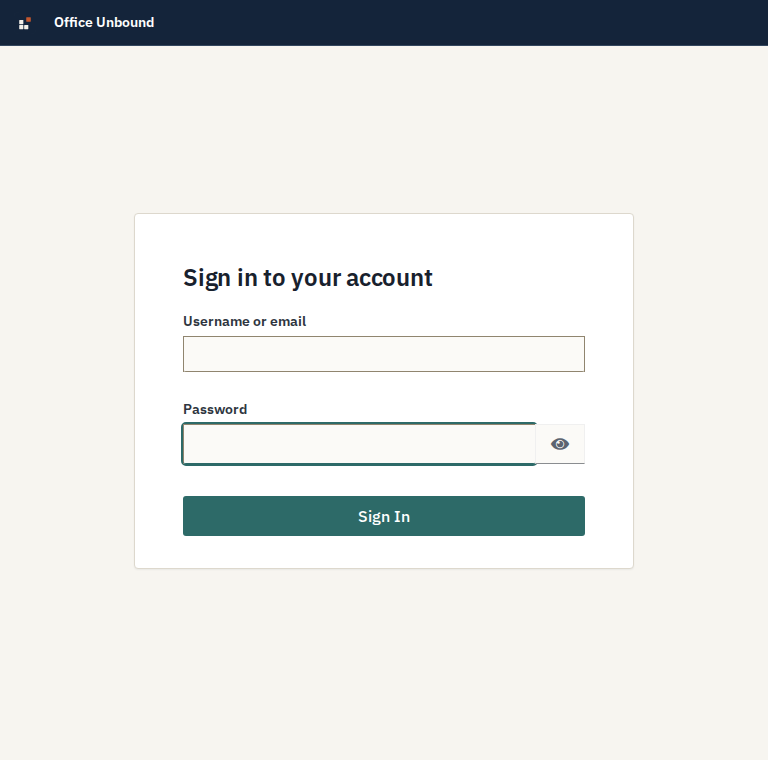 Office Unbound
Sign in to your account
Username or email
Password
Sign In